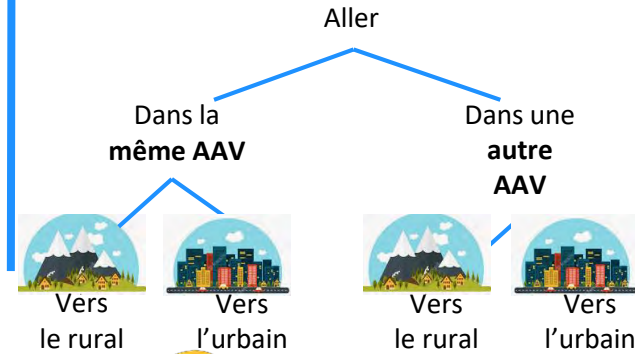 Aller
Dans la
même AAV
Dans une
autre
AAV
Vers
le rural
Vers
l'urbain
Vers
le rural
Vers
l'urbain